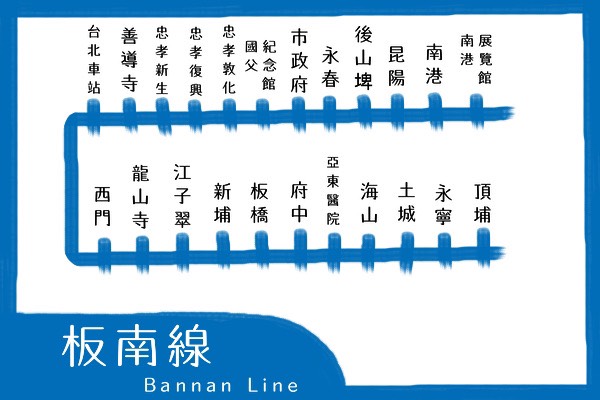 台北車站
善導寺
忠孝新生
忠孝復興
忠孝敦化
國父
紀念館
市政府
永春
後山埤
昆陽
南港
南港
展覽館
西門
龍山寺
江子翠
新埔
板橋
府中
亞東醫院
海山
土城
永寧
頂埔
板南線
Bannan Line